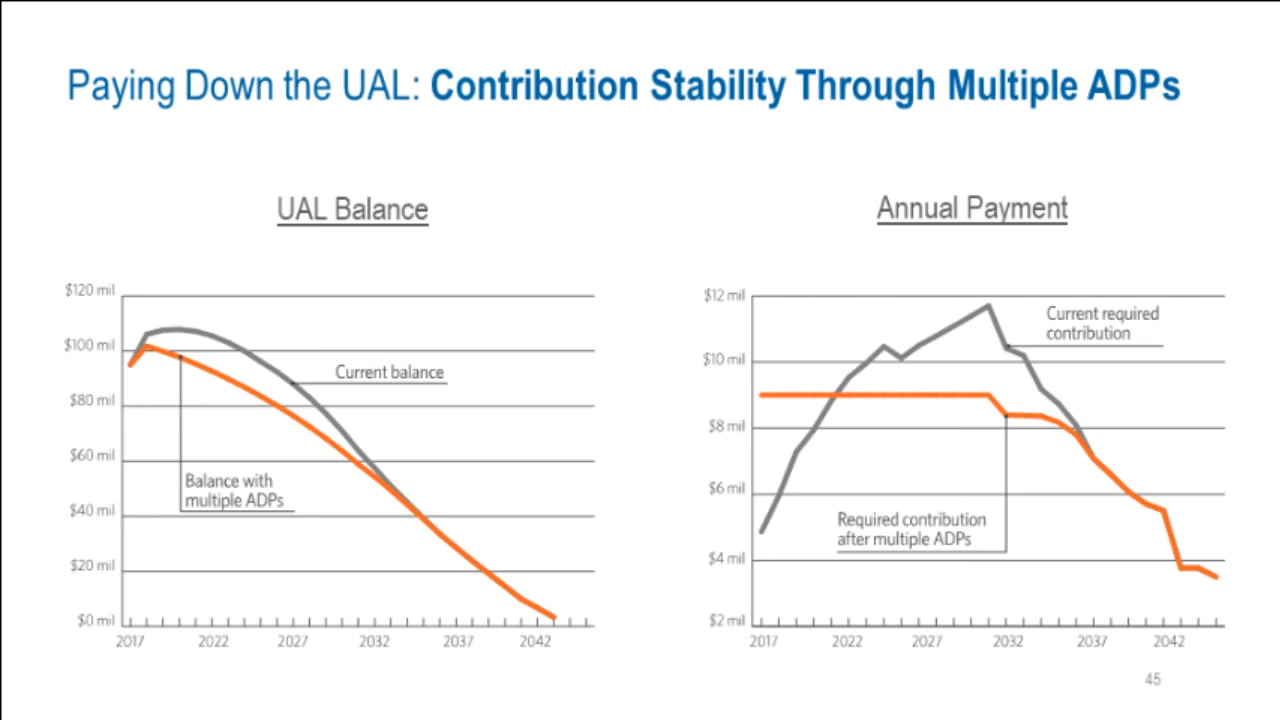 Paying Down the UAL: Contribution Stability Through Multiple ADPs
UAL Balance
$120 mil
$100 mil
$80 mil
$60 mil
$40 mil
$20 mil
$0 mil
Current balance
Balance with
multiple ADPs
2017 2022 2027 2032 2037 2042
Annual Payment
$12 mil
$10 mil
$8 mil
$6 mil
$4 mil
$2 mil
Current required
contribution
Required contribution
after multiple ADPs
2017 2022 2027 2032 2037 2042
45